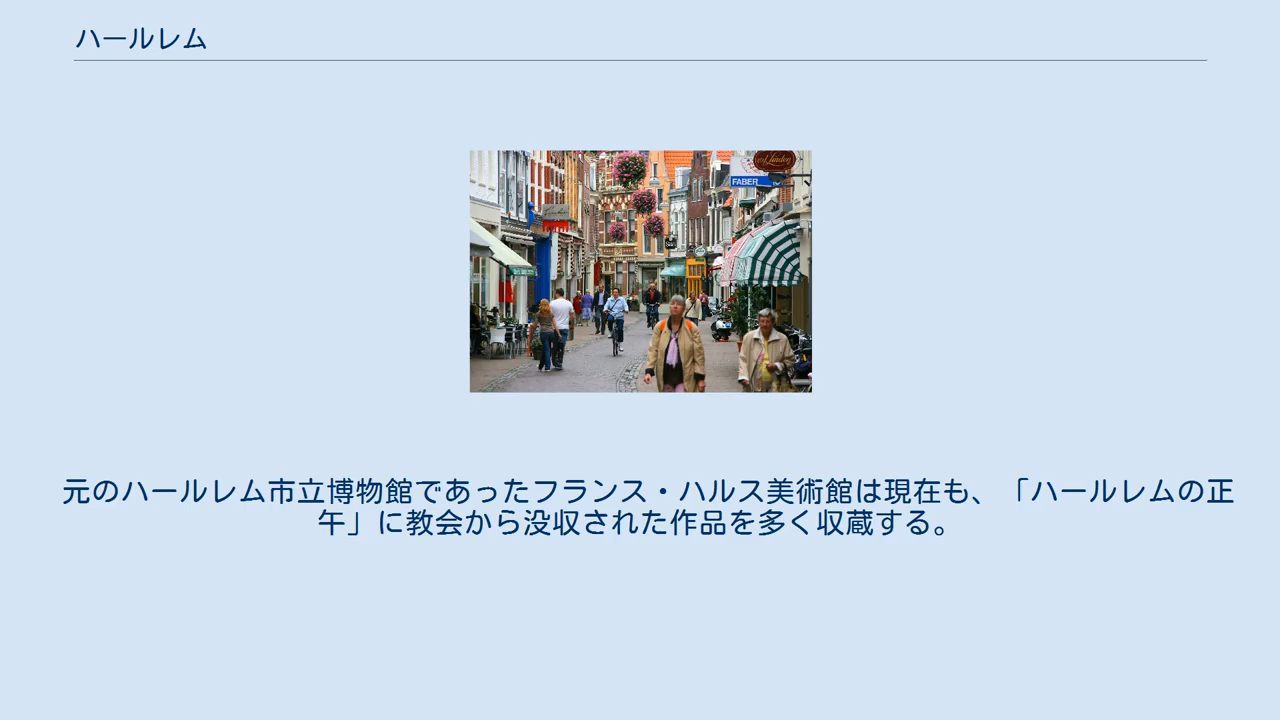 ハールレム
FABER
元のハールレム市立博物館であったフランス・ハルス美術館は現在も、「ハールレムの正
午」に教会から没収された作品を多く収蔵する。